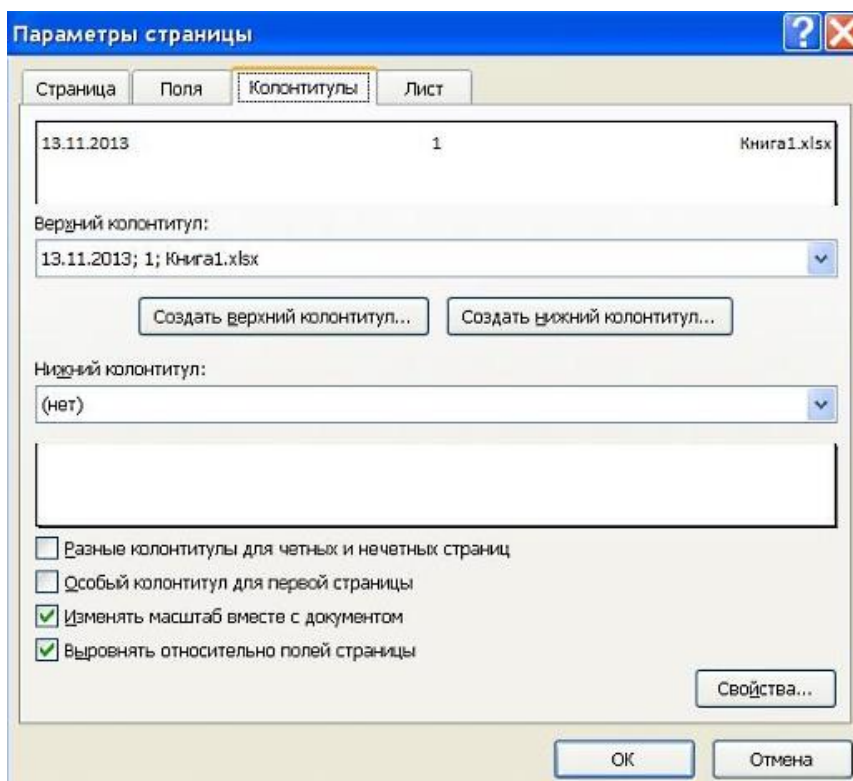 Параметры страницы
Страница Поля Колонтитулы Лист
13.11.2013 1 Книга1.xlsx
Верхний колонтитул:
13.11.2013; 1; Книга1.xlsx
Создать верхний колонтитул... Создать нижний колонтитул...
Нижний колонтитул:
(нет)
Разные колонтитулы для четных и нечетных страниц
Особый колонтитул для первой страницы
Изменять масштаб вместе с документом
Выровнять относительно полей страницы
Свойства...
ОК Отмена